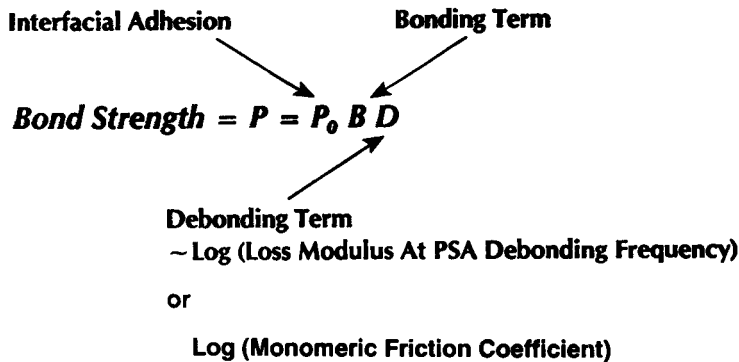 Interfacial Adhesion Bonding Term
Bond Strength = P = P₀ B D
Debonding Term
~ Log (Loss Modulus At PSA Debonding Frequency)
or
Log (Monomeric Friction Coefficient)